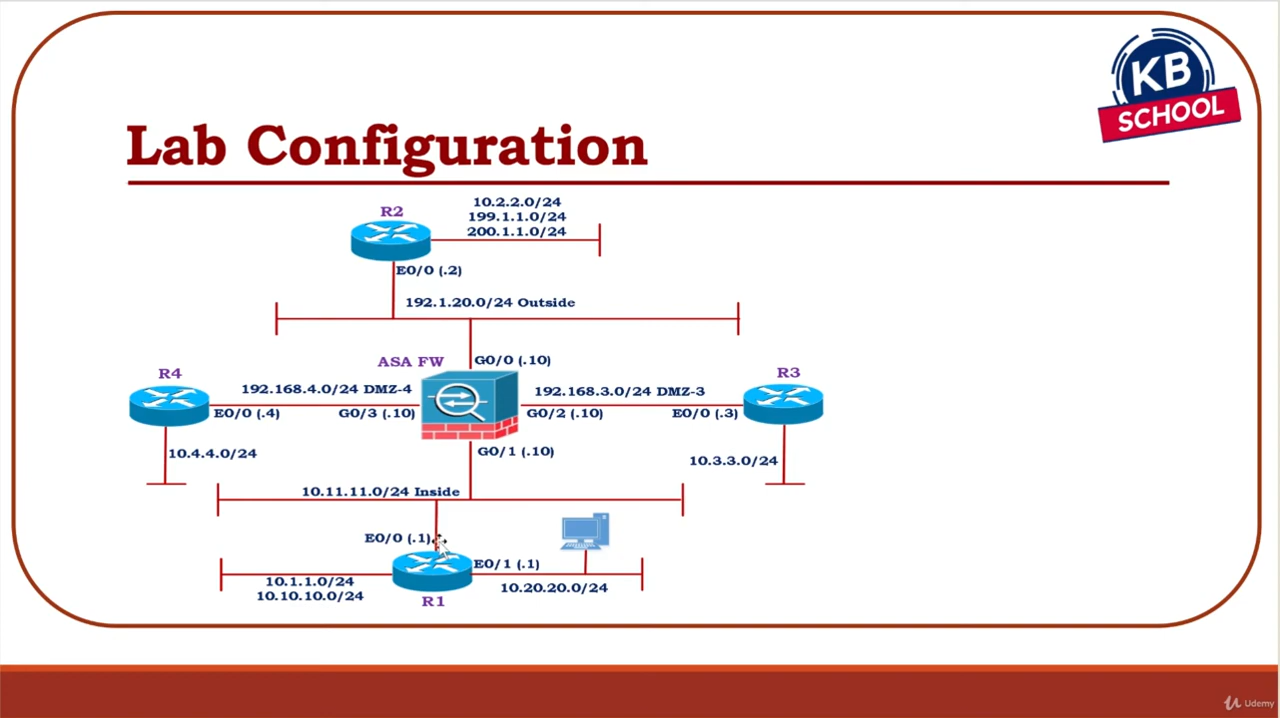 KB
SCHOOL
Lab Configuration
R2
10.2.2.0/24
199.1.1.0/24
200.1.1.0/24
E0/0 (.2)
192.1.20.0/24 Outside
ASA FW
G0/0 (.10)
R4
R3
192.168.4.0/24 DMZ-4
192.168.3.0/24 DMZ-3
E0/0 (.4)
G0/3 (.10)
G0/2 (.10)
E0/0 (.3)
10.4.4.0/24
G0/1 (.10)
10.3.3.0/24
10.11.11.0/24 Inside
E0/0 (.1)
E0/1 (.1)
10.1.1.0/24
10.10.10.0/24
10.20.20.0/24
R1
Udemy